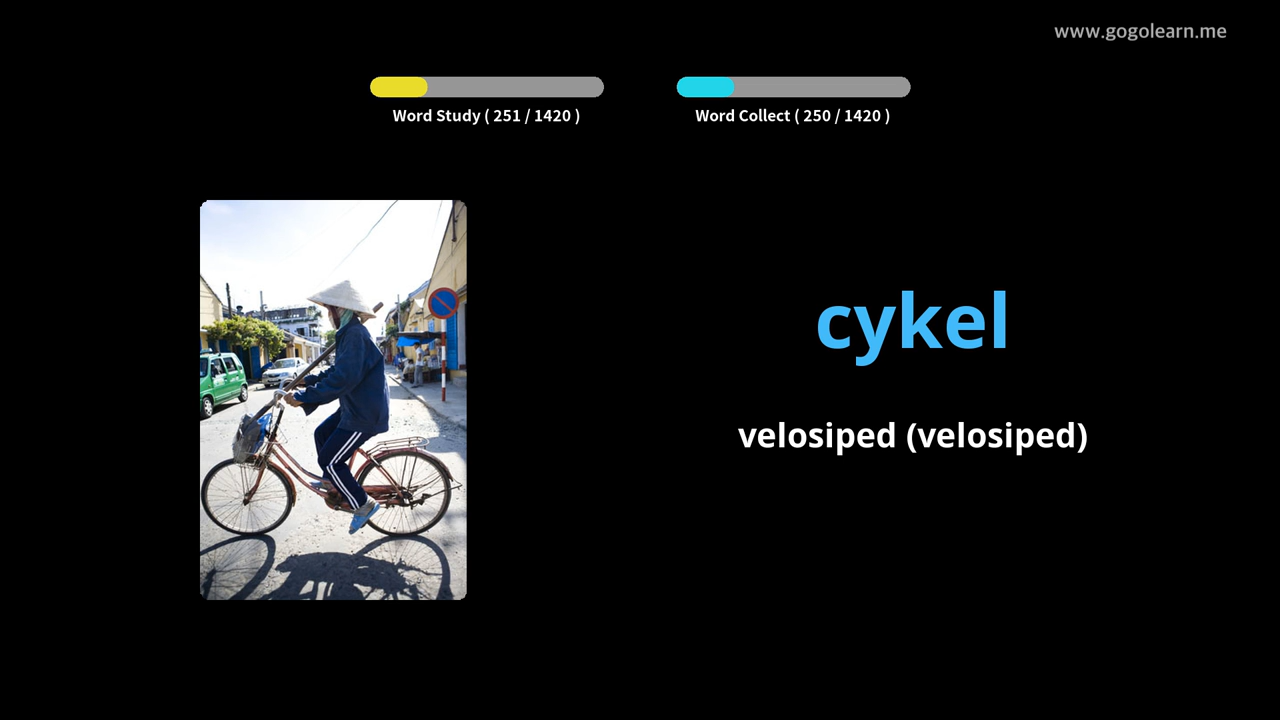 www.gogolearn.me
Word Study ( 251 / 1420 )
Word Collect ( 250 / 1420 )
cykel
velosiped (velosiped)